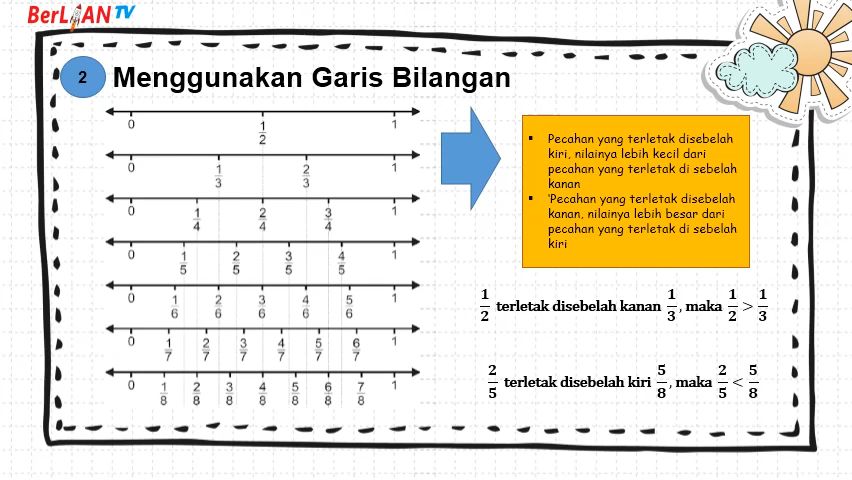 BerLIAN TV
2 Menggunakan Garis Bilangan
0 1/2 1
0 1/3 2/3 1
0 1/4 2/4 3/4 1
0 1/5 2/5 3/5 4/5 1
0 1/6 2/6 3/6 4/6 5/6 1
0 1/7 2/7 3/7 4/7 5/7 6/7 1
0 1/8 2/8 3/8 4/8 5/8 6/8 7/8 1
▪ Pecahan yang terletak disebelah
kiri, nilainya lebih kecil dari
pecahan yang terletak di sebelah
kanan
▪ 'Pecahan yang terletak disebelah
kanan, nilainya lebih besar dari
pecahan yang terletak di sebelah
kiri
1/2 terletak disebelah kanan 1/3, maka 1/2 > 1/3
2/5 terletak disebelah kiri 5/8, maka 2/5 < 5/8